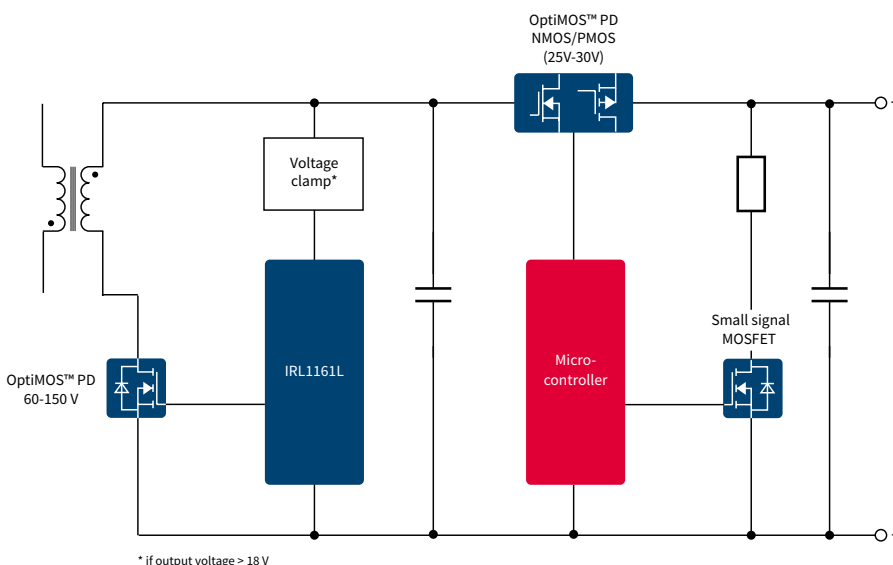 OptiMOS™ PD
NMOS/PMOS
(25V-30V)
Voltage
clamp*
Small signal
MOSFET
OptiMOS™ PD
60-150 V
IRL1161L
Micro-
controller
* if output voltage > 18 V